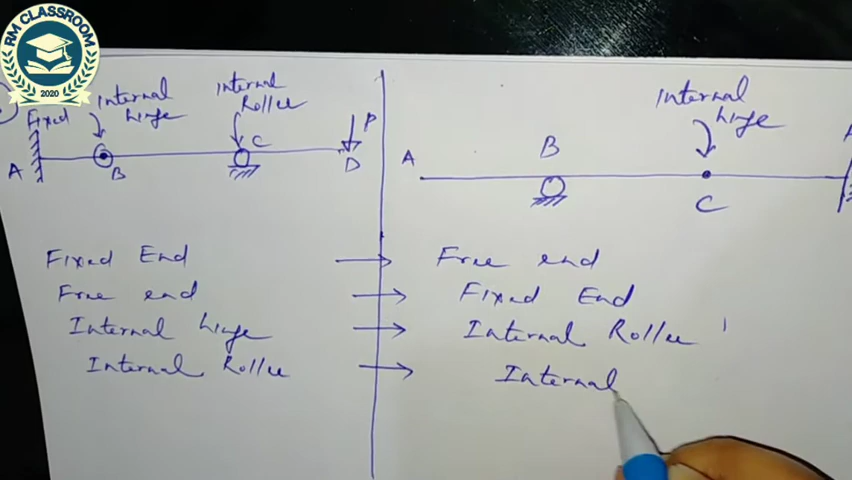 RM CLASSROOM
2020
Fixed
Internal
hinge
Internal
Roller
P
A
B
C
D
Internal
hinge
A
B
C
Fixed End → Free end
Free end → Fixed End
Internal hinge → Internal Roller
Internal Roller → Internal